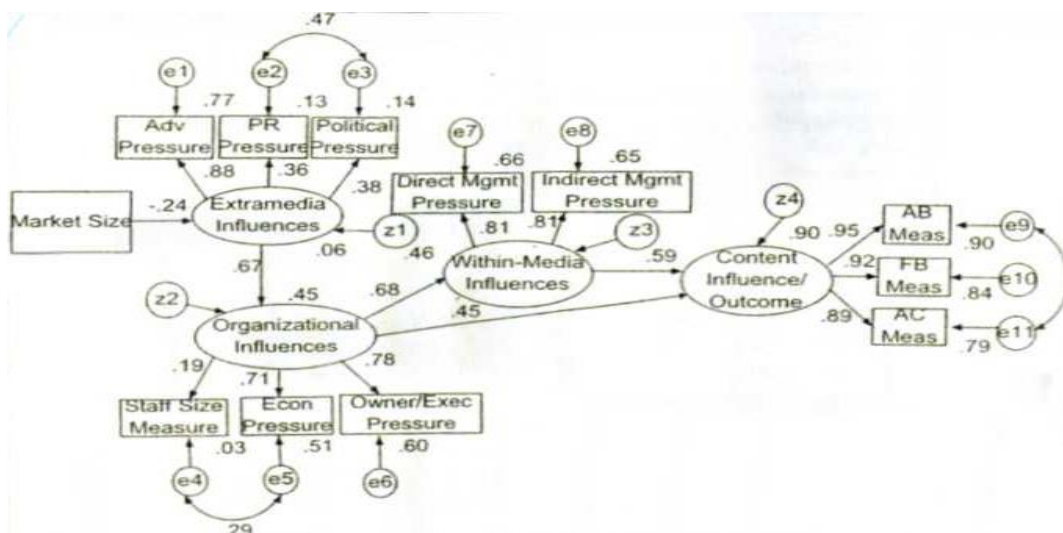 .47
e1
e2
e3
.77
.13
.14
Adv
Pressure
PR
Pressure
Political
Pressure
e7
e8
.66
.65
.88
.36
.38
Direct Mgmt
Pressure
Indirect Mgmt
Pressure
Market Size
-.24
Extramedia
Influences
z1
.06
.46
.81
.81
z3
z4
.90
.95
AB
Meas
e9
.90
.67
Within-Media
Influences
.59
Content
Influence/
Outcome
.92
FB
Meas
e10
.84
z2
.45
.68
.45
.89
AC
Meas
e11
.79
Organizational
Influences
.19
.71
.78
Staff Size
Measure
Econ
Pressure
Owner/Exec
Pressure
.03
.51
.60
e4
e5
e6
.29